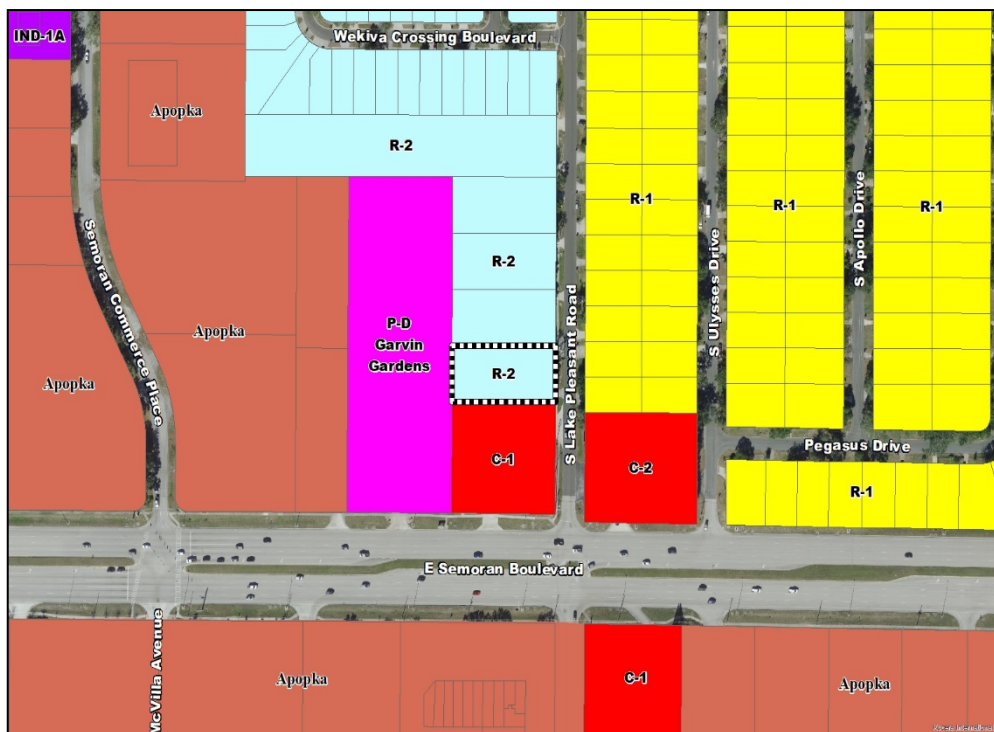 IND-1A
Wekiva Crossing Boulevard
Apopka
R-2
R-1
R-1
R-1
S Apollo Drive
S Ulysses Drive
S Lake Pleasant Road
Semoran Commerce Place
R-2
P-D
Garvin
Gardens
Apopka
Apopka
R-2
C-1
C-2
Pegasus Drive
R-1
E Semoran Boulevard
McVilla Avenue
Apopka
C-1
Apopka